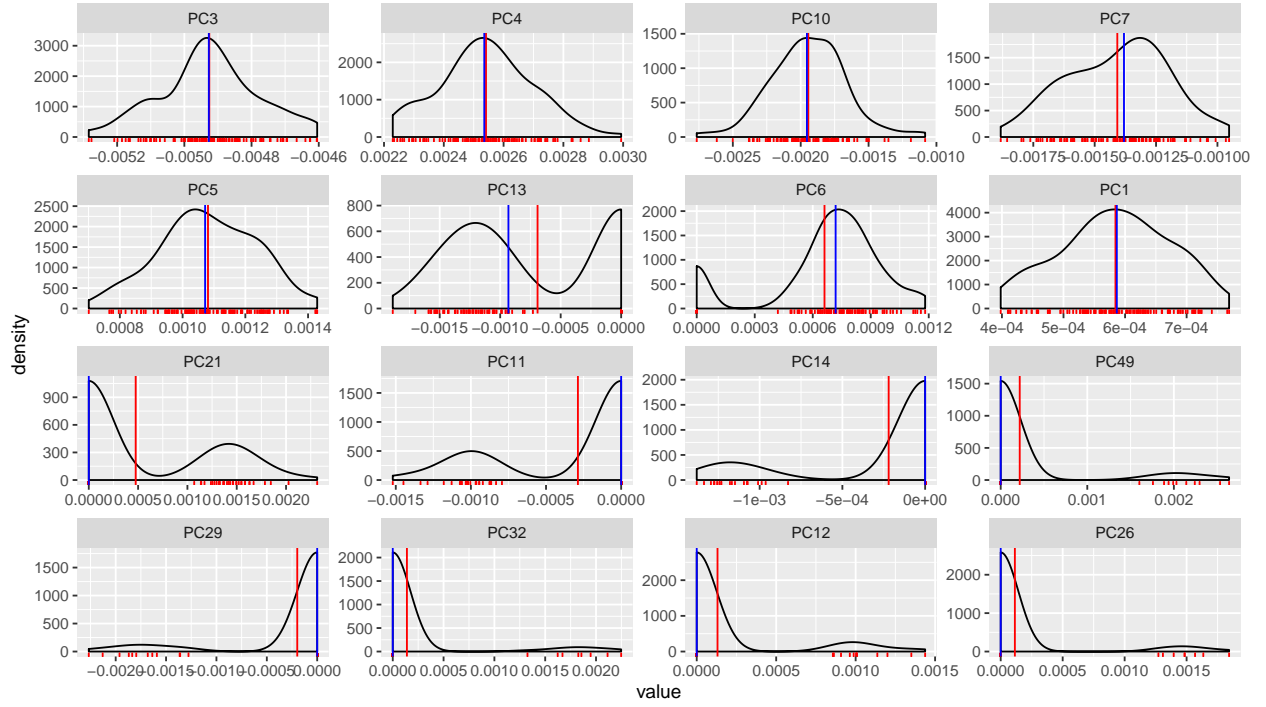 PC3 PC4 PC10 PC7
3000 2000 1000 0
2000 1000 0
1500 1000 500 0
1500 1000 500 0
−0.0052 −0.0050 −0.0048 −0.0046
0.0022 0.0024 0.0026 0.0028 0.0030
−0.0025 −0.0020 −0.0015 −0.0010
−0.00175 −0.00150 −0.00125 −0.00100
PC5 PC13 PC6 PC1
2500 2000 1500 1000 500 0
800 600 400 200 0
2000 1500 1000 500 0
4000 3000 2000 1000 0
0.0008 0.0010 0.0012 0.0014
−0.0015 −0.0010 −0.0005 0.0000
0.0000 0.0003 0.0006 0.0009 0.0012
4e−04 5e−04 6e−04 7e−04
density
PC21 PC11 PC14 PC49
900 600 300 0
1500 1000 500 0
2000 1500 1000 500 0
1500 1000 500 0
0.0000 0.0005 0.0010 0.0015 0.0020
−0.0015 −0.0010 −0.0005 0.0000
−1e−03 −5e−04 0e+00
0.000 0.001 0.002
PC29 PC32 PC12 PC26
1500 1000 500 0
2000 1500 1000 500 0
2000 1000 0
2000 1000 0
−0.0020 −0.0015 −0.0010 −0.0005 0.0000
0.0000 0.0005 0.0010 0.0015 0.0020
0.0000 0.0005 0.0010 0.0015
0.0000 0.0005 0.0010 0.0015
value